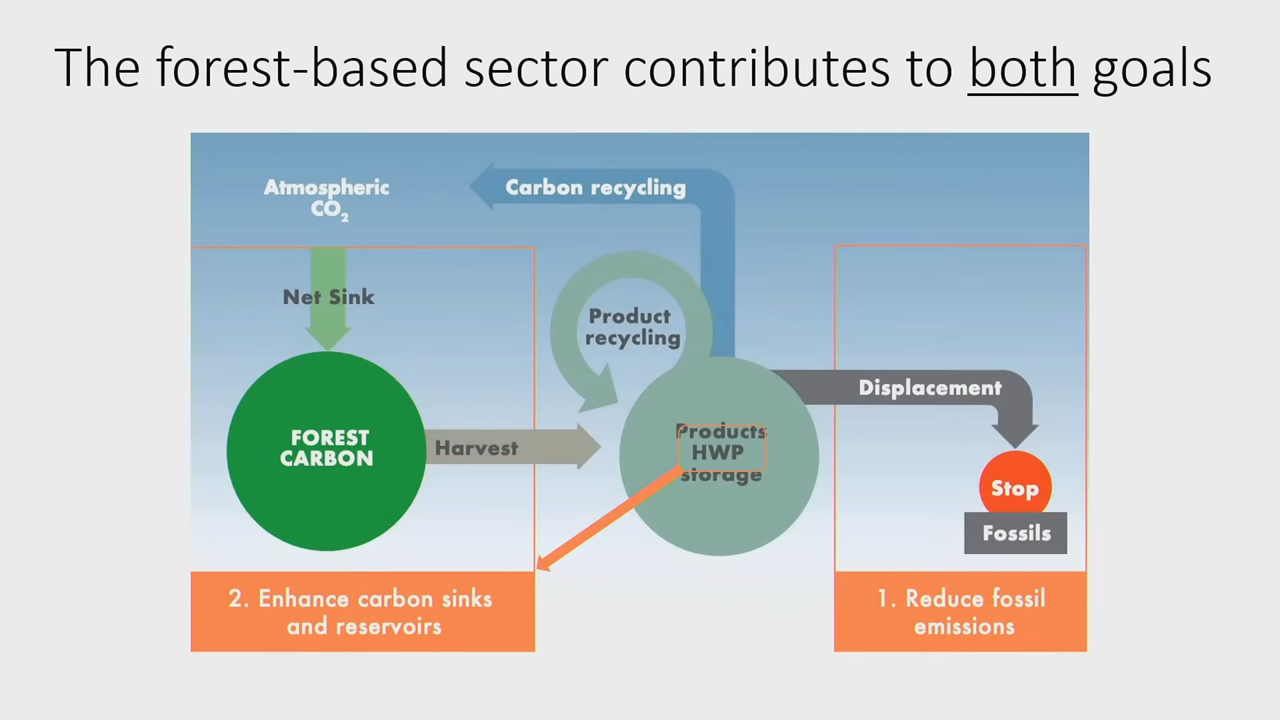 The forest-based sector contributes to both goals
Atmospheric
CO₂
Carbon recycling
Net Sink
Product
recycling
Displacement
FOREST
CARBON
Harvest
Products
HWP
storage
Stop
Fossils
2. Enhance carbon sinks
and reservoirs
1. Reduce fossil
emissions